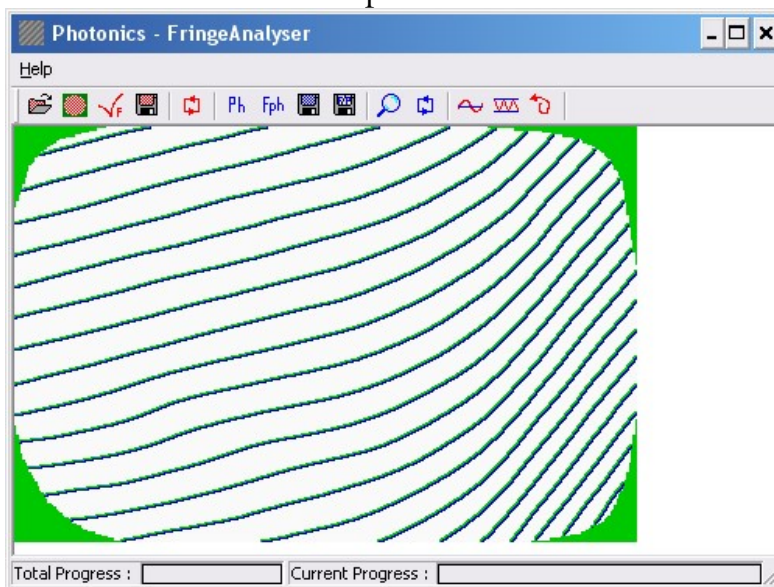 Photonics - FringeAnalyser
Help
F Ph Fph
Total Progress : Current Progress :